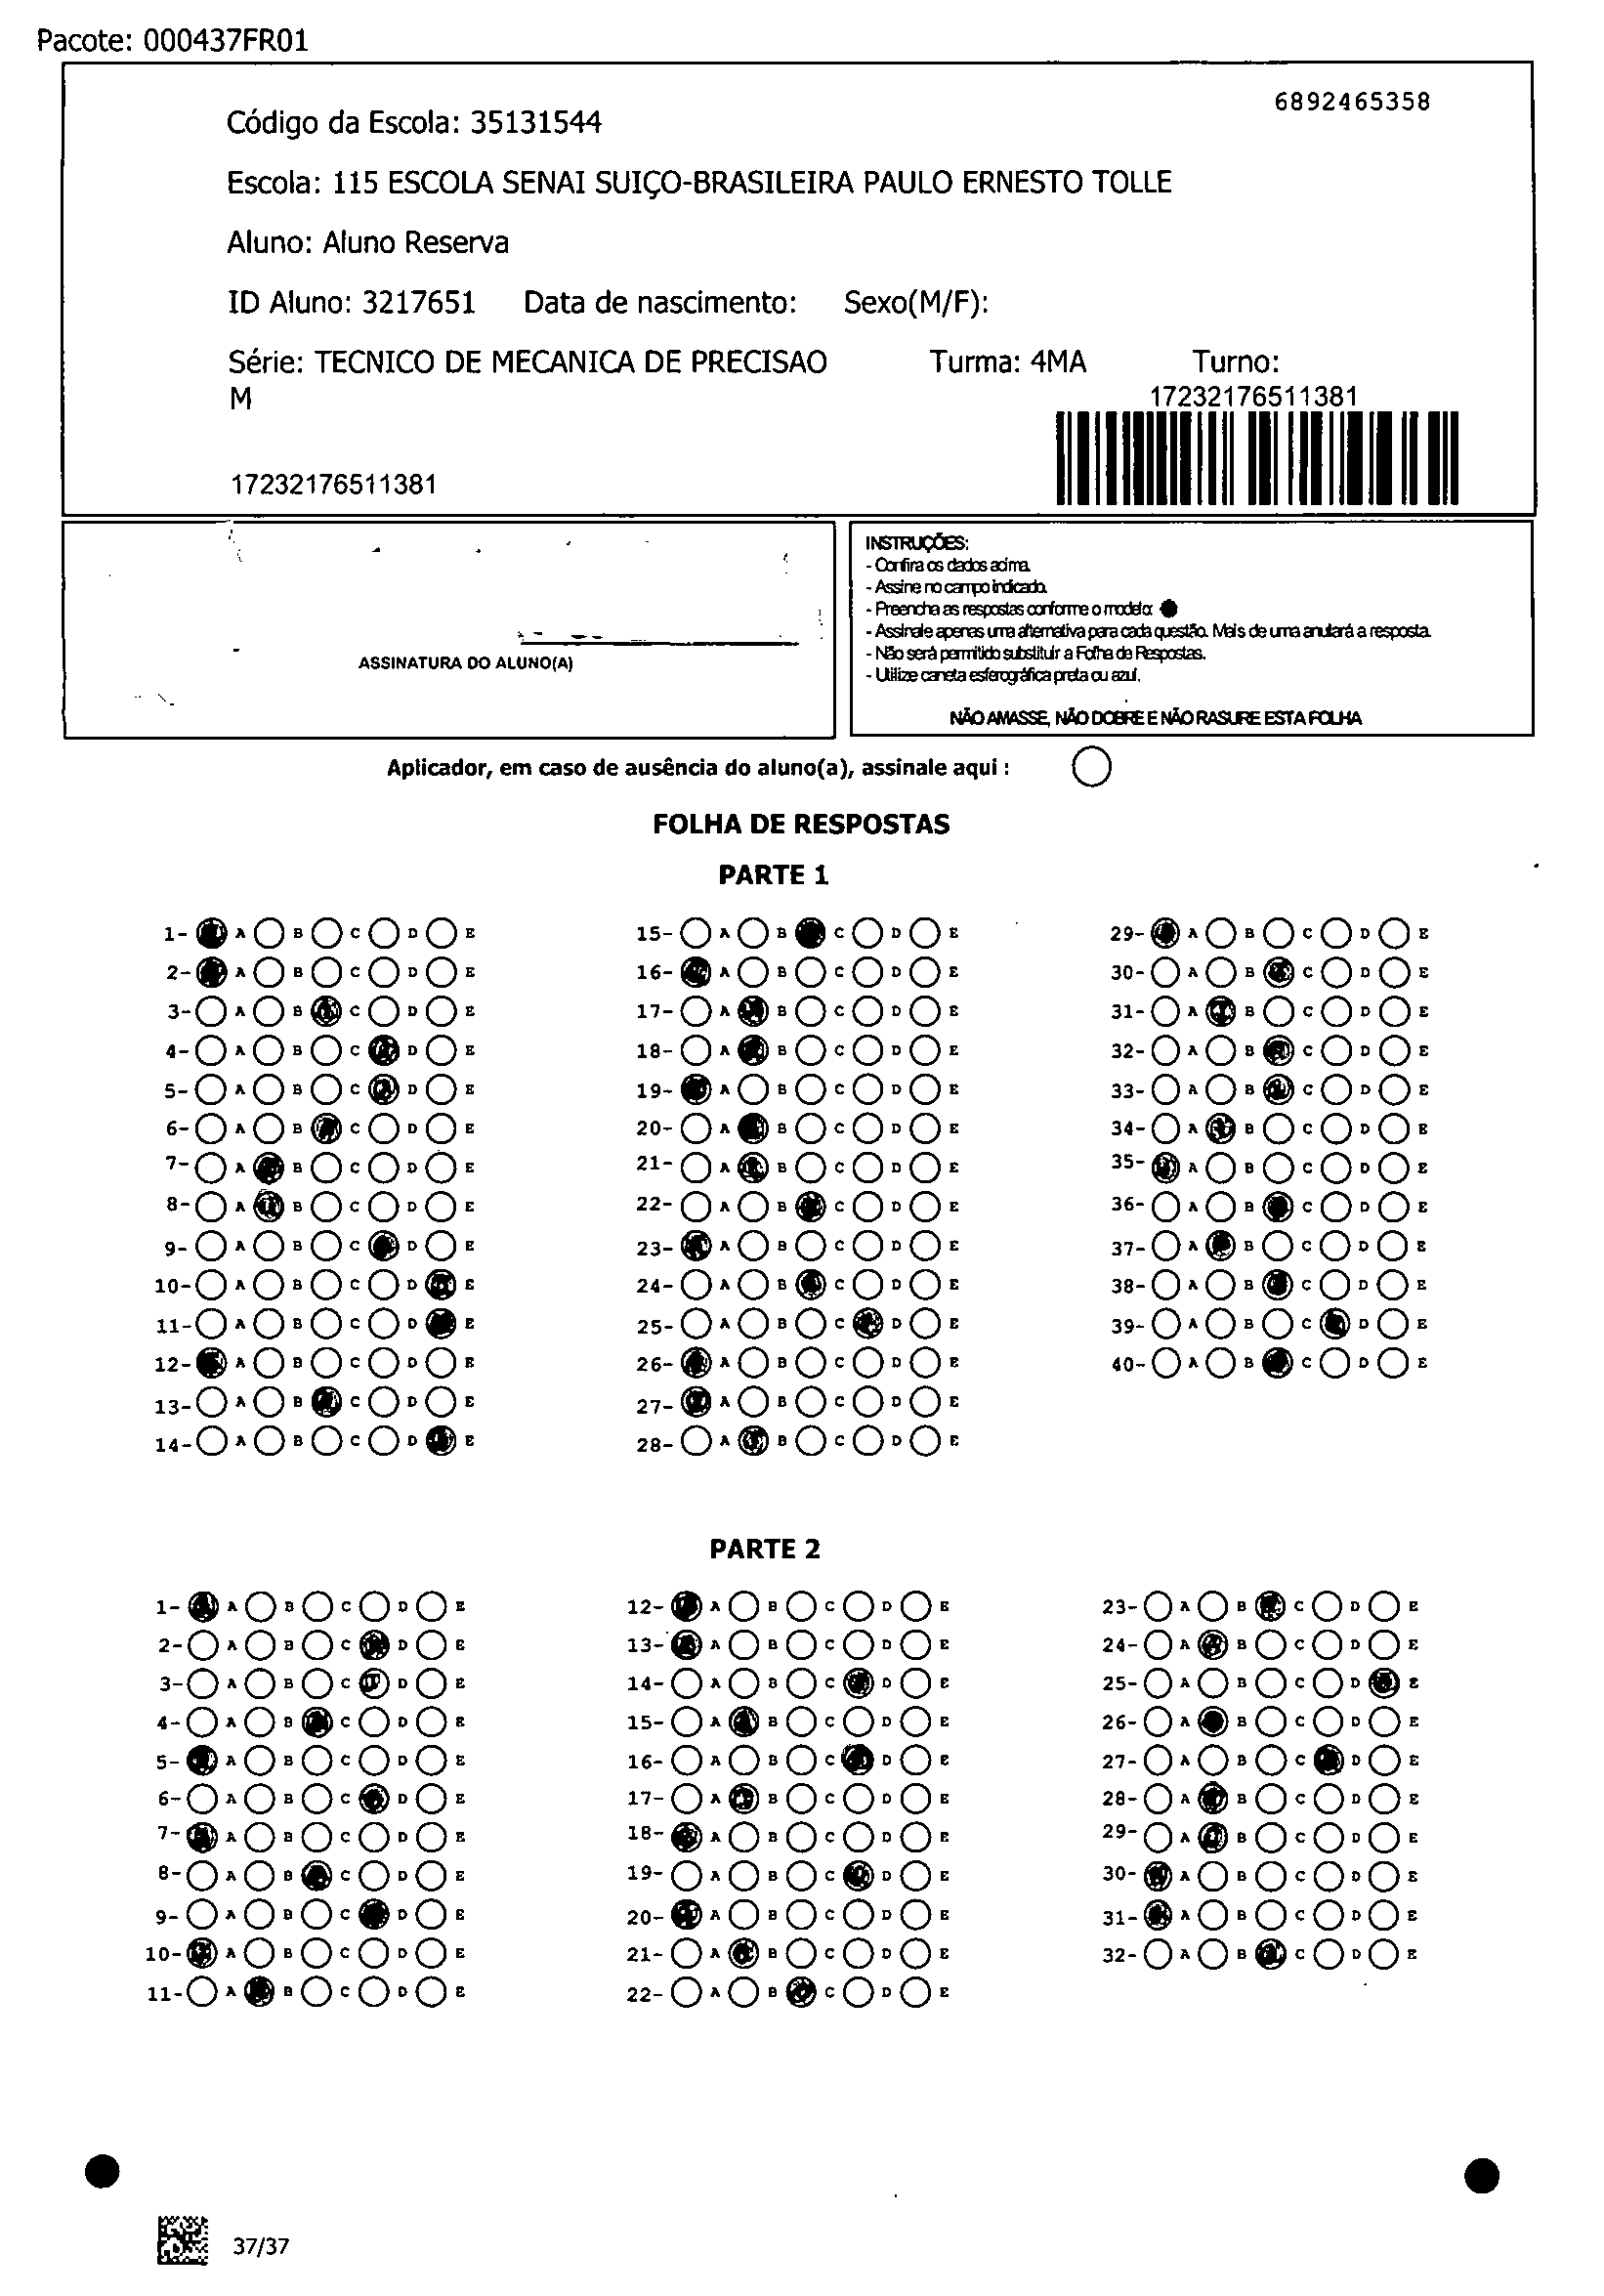 Pacote: 000437FR01
6892465358
Código da Escola: 35131544
Escola: 115 ESCOLA SENAI SUIÇO-BRASILEIRA PAULO ERNESTO TOLLE
Aluno: Aluno Reserva
ID Aluno: 3217651 Data de nascimento: Sexo(M/F):
Série: TECNICO DE MECANICA DE PRECISAO Turma: 4MA Turno:
M
17232176511381
17232176511381
ASSINATURA DO ALUNO(A)
INSTRUÇÕES:
- Confira os dados acima.
- Assine no campo indicado.
- Preencha as respostas conforme o modelo:
- Assinale apenas uma alternativa para cada questão. Mais de uma anulará a resposta.
- Não será permitido substituir a Folha de Respostas.
- Utilize caneta esferográfica preta ou azul.
NÃO AMASSE, NÃO DOBRE E NÃO RASURE ESTA FOLHA
Aplicador, em caso de ausência do aluno(a), assinale aqui :
FOLHA DE RESPOSTAS
PARTE 1
1- A B C D E 15- A B C D E 29- A B C D E
2- A B C D E 16- A B C D E 30- A B C D E
3- A B C D E 17- A B C D E 31- A B C D E
4- A B C D E 18- A B C D E 32- A B C D E
5- A B C D E 19- A B C D E 33- A B C D E
6- A B C D E 20- A B C D E 34- A B C D E
7- A B C D E 21- A B C D E 35- A B C D E
8- A B C D E 22- A B C D E 36- A B C D E
9- A B C D E 23- A B C D E 37- A B C D E
10- A B C D E 24- A B C D E 38- A B C D E
11- A B C D E 25- A B C D E 39- A B C D E
12- A B C D E 26- A B C D E 40- A B C D E
13- A B C D E 27- A B C D E
14- A B C D E 28- A B C D E
PARTE 2
1- A B C D E 12- A B C D E 23- A B C D E
2- A B C D E 13- A B C D E 24- A B C D E
3- A B C D E 14- A B C D E 25- A B C D E
4- A B C D E 15- A B C D E 26- A B C D E
5- A B C D E 16- A B C D E 27- A B C D E
6- A B C D E 17- A B C D E 28- A B C D E
7- A B C D E 18- A B C D E 29- A B C D E
8- A B C D E 19- A B C D E 30- A B C D E
9- A B C D E 20- A B C D E 31- A B C D E
10- A B C D E 21- A B C D E 32- A B C D E
11- A B C D E 22- A B C D E
37/37